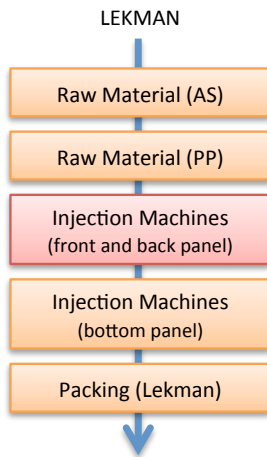 LEKMAN
Raw Material (AS)
Raw Material (PP)
Injection Machines
(front and back panel)
Injection Machines
(bottom panel)
Packing (Lekman)